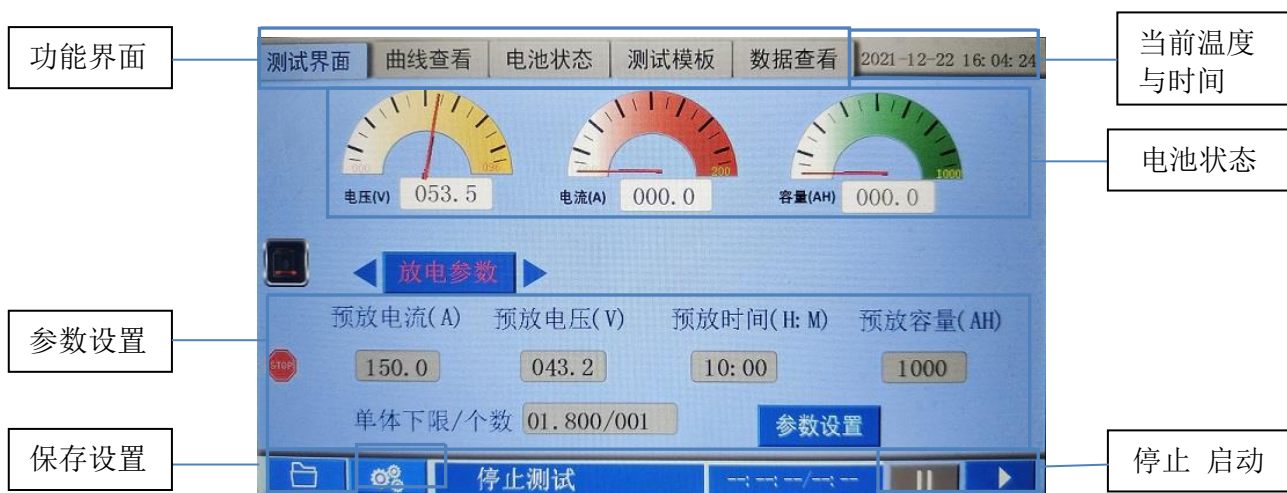 功能界面
当前温度
与时间
测试界面 曲线查看 电池状态 测试模板 数据查看 2021-12-22 16:04:24
电池状态
000 096 200 1000
电压(V) 053.5 电流(A) 000.0 容量(AH) 000.0
放电参数
参数设置
预放电流(A) 预放电压(V) 预放时间(H:M) 预放容量(AH)
STOP 150.0 043.2 10:00 1000
单体下限/个数 01.800/001 参数设置
保存设置
停止测试 --:--:--/--:--
停止 启动